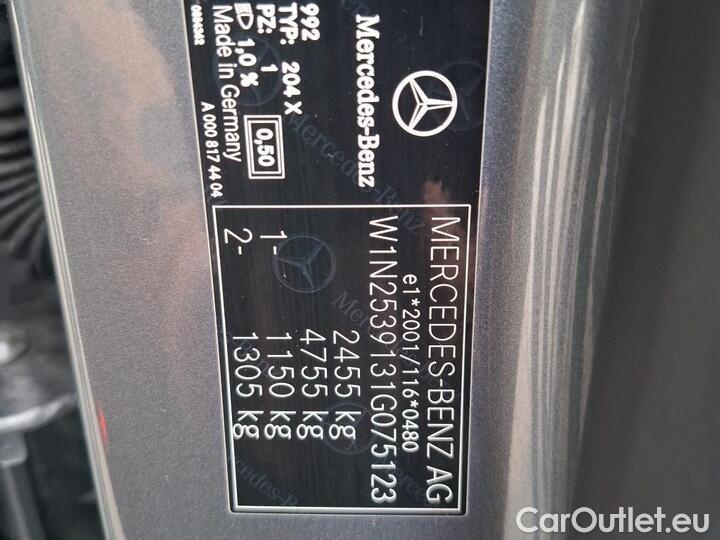 Mercedes-Benz
992
TYP: 204 X
PZ: 1
1,0 %
0,50
Made in Germany
A 000 817 44 04
MERCEDES-BENZ AG
e1*2001/116*0480
W1N2539131G075123
2455 kg
4755 kg
1- 1150 kg
2- 1305 kg
CarOutlet.eu